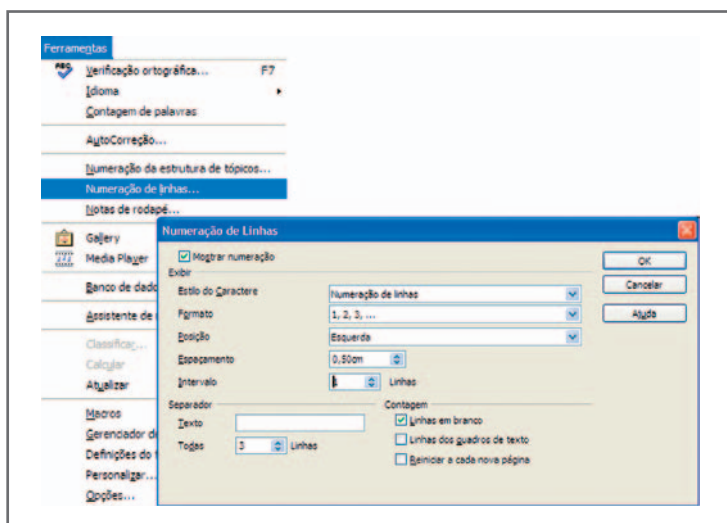 Ferramentas
Verificação ortográfica... F7
Idioma
Contagem de palavras
AutoCorreção...
Numeração da estrutura de tópicos...
Numeração de linhas...
Notas de rodapé...
Gallery
Media Player
Banco de dado
Assistente de
Classificar...
Calcular
Atualizar
Macros
Gerenciador de
Definições do
Personalizar...
Opções...
Numeração de Linhas
Mostrar numeração
Exibir
Estilo do Caractere Numeração de linhas
Formato 1, 2, 3, ...
Posição Esquerda
Espaçamento 0,50cm
Intervalo Linhas
Separador
Texto
Todas 3 Linhas
Contagem
Linhas em branco
Linhas dos quadros de texto
Reiniciar a cada nova página
OK
Cancelar
Ajuda